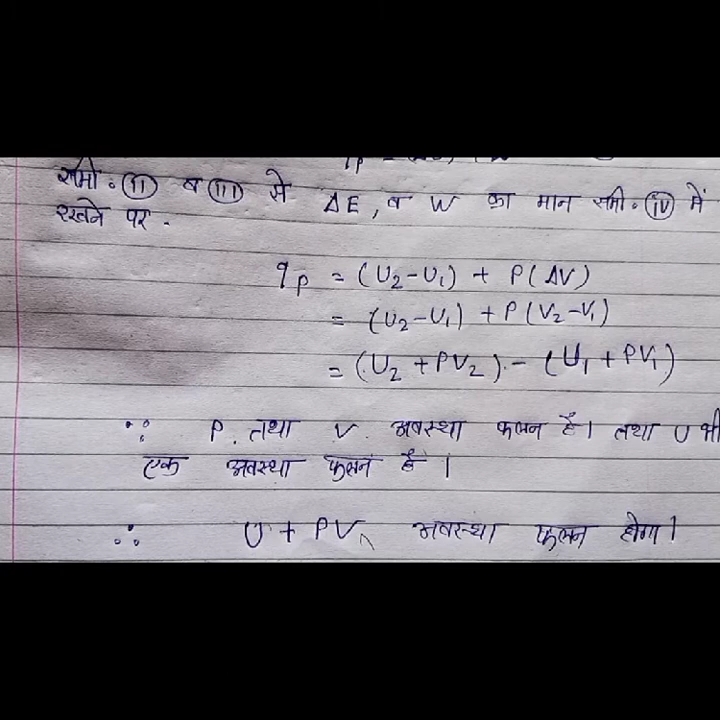 समी. (ii) व (iii) से ΔE, व W का मान समी. (iv) में
रखने पर -
q_p = (U₂-U₁) + P(ΔV)
= (U₂-U₁) + P(V₂-V₁)
= (U₂ + PV₂) - (U₁ + PV₁)
∵ P. तथा V. अवस्था फलन है। तथा U भी
एक अवस्था फलन है।
∴ U + PV अवस्था फलन होगा।